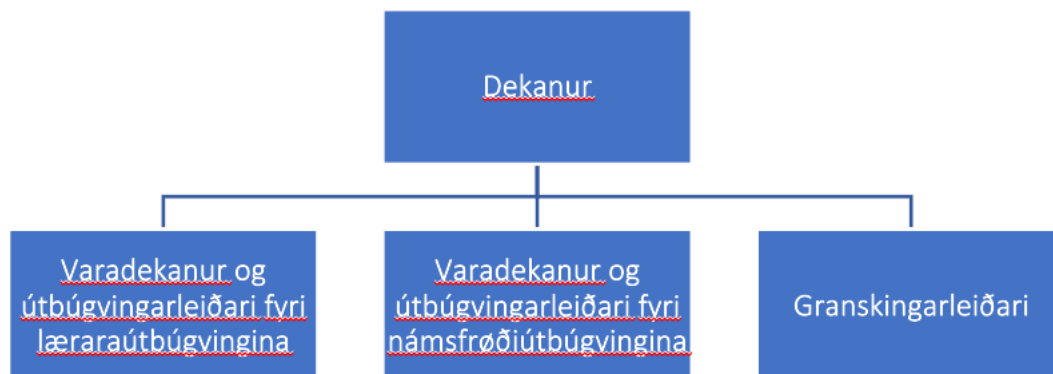 Dekanur
Varadekanur og
útbúgvingarleiðari fyri
læraraútbúgvingina
Varadekanur og
útbúgvingarleiðari fyri
námsfrøðiútbúgvingina
Granskingarleiðari